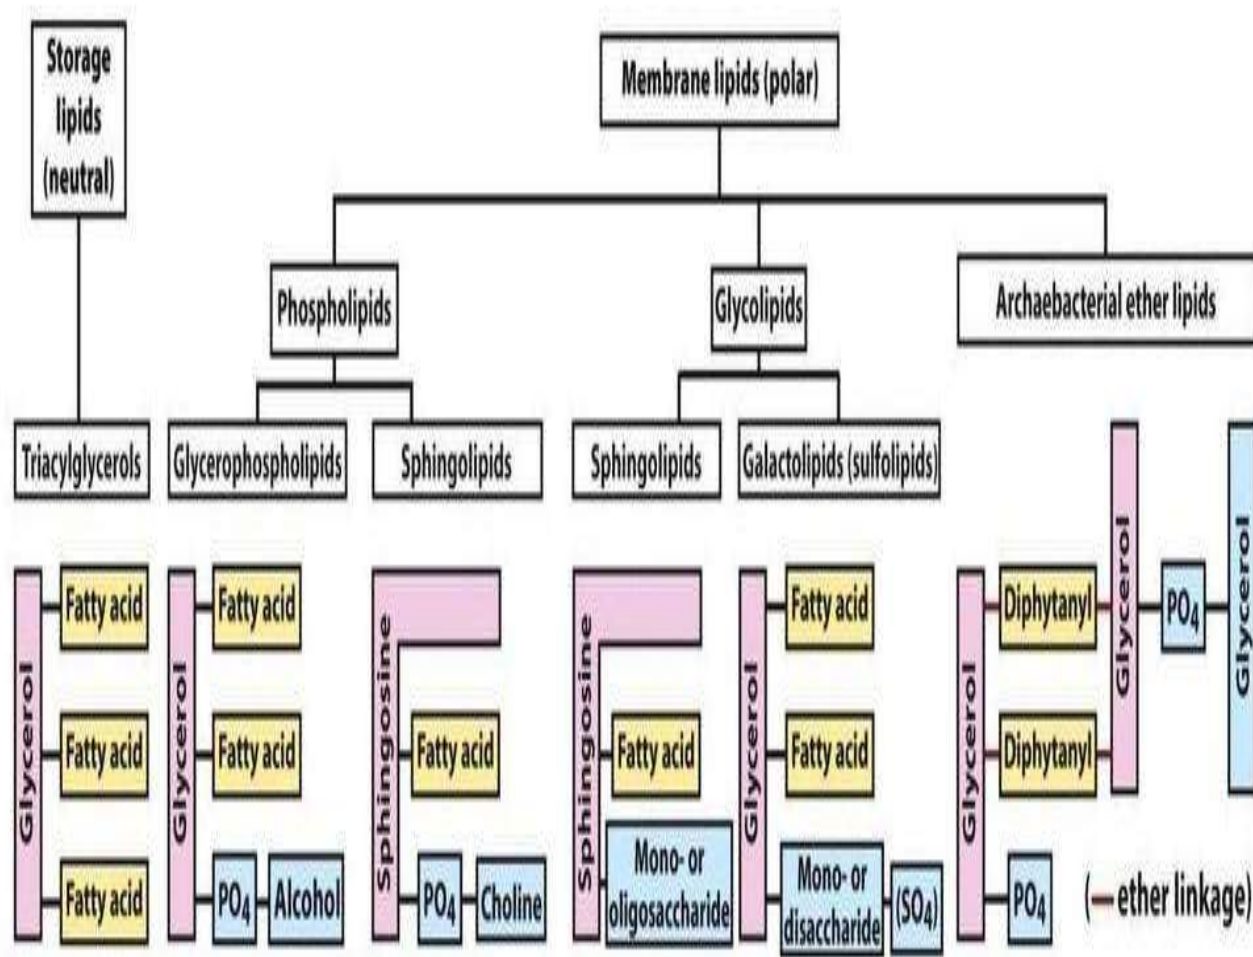 Storage
lipids
(neutral)
Membrane lipids (polar)
Phospholipids
Glycolipids
Archaebacterial ether lipids
Triacylglycerols
Glycerophospholipids
Sphingolipids
Sphingolipids
Galactolipids (sulfolipids)
Glycerol
Fatty acid
Fatty acid
Fatty acid
Glycerol
Fatty acid
Fatty acid
PO4
Alcohol
Sphingosine
Fatty acid
PO4
Choline
Sphingosine
Fatty acid
Mono- or
oligosaccharide
Glycerol
Fatty acid
Fatty acid
Mono- or
disaccharide
(SO4)
Glycerol
Diphytanyl
Diphytanyl
PO4
Glycerol
PO4
Glycerol
(— ether linkage)